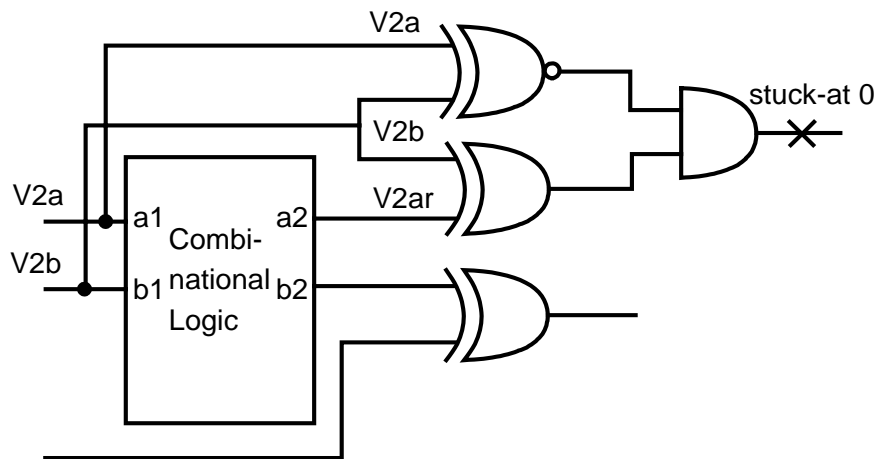 V2a
stuck-at 0
V2b
V2a
V2ar
a1
a2
Combi-
national
Logic
V2b
b1
b2